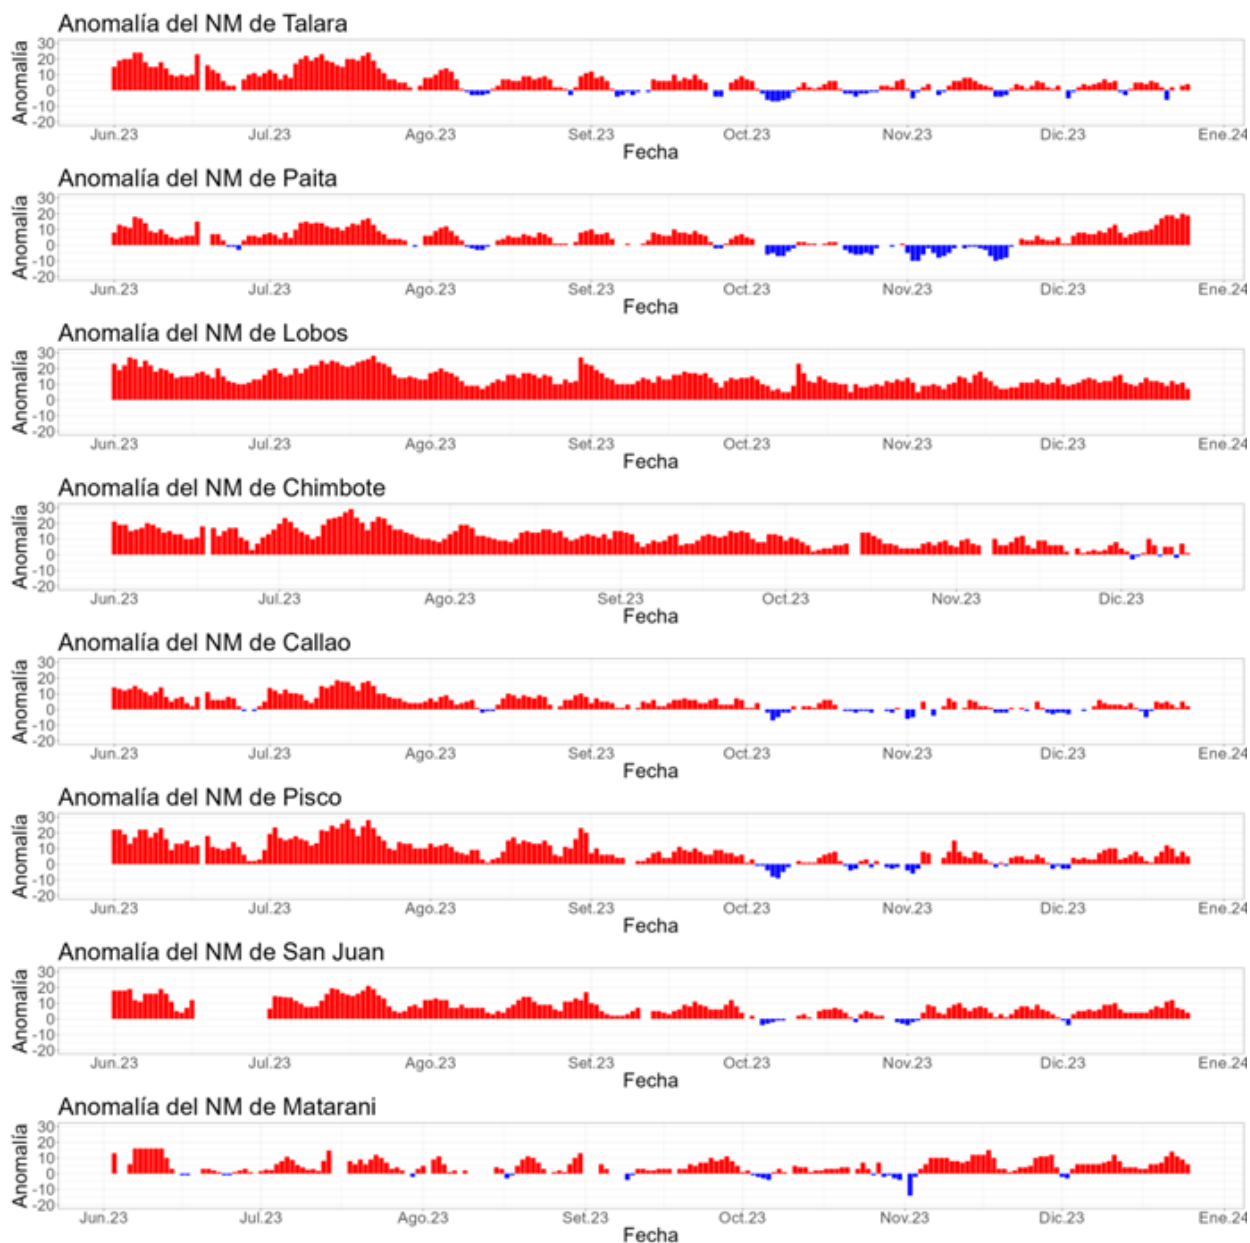 Anomalía del NM de Talara
Anomalía
30
20
10
0
-10
-20
Jun.23 Jul.23 Ago.23 Set.23 Oct.23 Nov.23 Dic.23 Ene.24
Fecha
Anomalía del NM de Paita
Anomalía
30
20
10
0
-10
-20
Jun.23 Jul.23 Ago.23 Set.23 Oct.23 Nov.23 Dic.23 Ene.24
Fecha
Anomalía del NM de Lobos
Anomalía
30
20
10
0
-10
-20
Jun.23 Jul.23 Ago.23 Set.23 Oct.23 Nov.23 Dic.23 Ene.24
Fecha
Anomalía del NM de Chimbote
Anomalía
30
20
10
0
-10
-20
Jun.23 Jul.23 Ago.23 Set.23 Oct.23 Nov.23 Dic.23
Fecha
Anomalía del NM de Callao
Anomalía
30
20
10
0
-10
-20
Jun.23 Jul.23 Ago.23 Set.23 Oct.23 Nov.23 Dic.23 Ene.24
Fecha
Anomalía del NM de Pisco
Anomalía
30
20
10
0
-10
-20
Jun.23 Jul.23 Ago.23 Set.23 Oct.23 Nov.23 Dic.23 Ene.24
Fecha
Anomalía del NM de San Juan
Anomalía
30
20
10
0
-10
-20
Jun.23 Jul.23 Ago.23 Set.23 Oct.23 Nov.23 Dic.23 Ene.24
Fecha
Anomalía del NM de Matarani
Anomalía
30
20
10
0
-10
-20
Jun.23 Jul.23 Ago.23 Set.23 Oct.23 Nov.23 Dic.23 Ene.24
Fecha